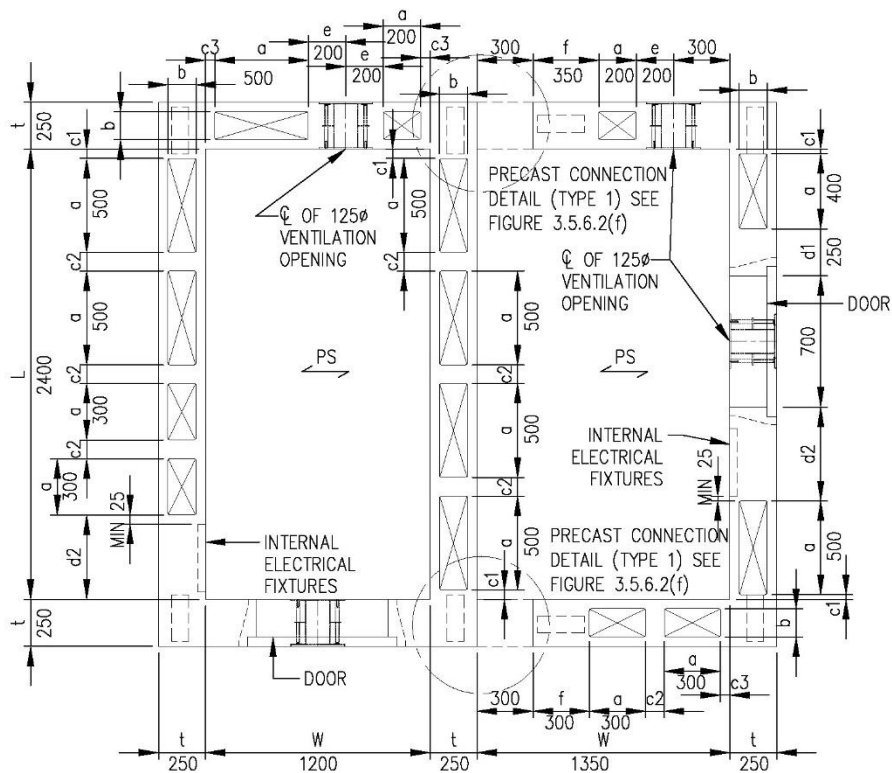 a
200
e
200
c3
a
500
e
200
c3
b
b
300
f
350
a
200
e
200
300
b
t
250
c1
b
c1
c1
a
500
a
500
a
400
PRECAST CONNECTION
DETAIL (TYPE 1) SEE
FIGURE 3.5.6.2(f)
℄ OF 125ø
VENTILATION
OPENING
d1
250
c2
c2
℄ OF 125ø
VENTILATION
OPENING
DOOR
a
500
a
500
700
L
2400
PS
PS
c2
c2
a
300
a
500
INTERNAL
ELECTRICAL
FIXTURES
d2
c2
c2
a
300
MIN 25
MIN 25
d2
a
500
a
500
INTERNAL
ELECTRICAL
FIXTURES
PRECAST CONNECTION
DETAIL (TYPE 1) SEE
FIGURE 3.5.6.2(f)
c1
c1
t
250
b
DOOR
a
300
c3
300
f
300
a
300
c2
t
250
W
1200
t
250
W
1350
t
250